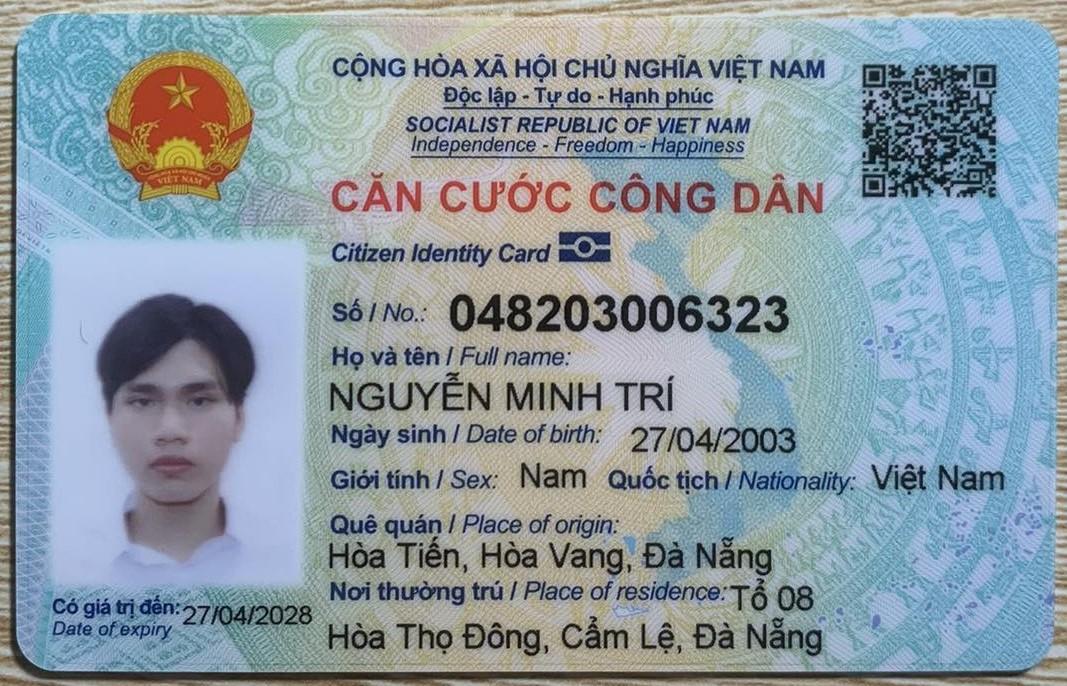 CỘNG HÒA XÃ HỘI CHỦ NGHĨA VIỆT NAM
Độc lập - Tự do - Hạnh phúc
SOCIALIST REPUBLIC OF VIET NAM
Independence - Freedom - Happiness
CĂN CƯỚC CÔNG DÂN
Citizen Identity Card
Số / No.: 048203006323
Họ và tên / Full name:
NGUYỄN MINH TRÍ
Ngày sinh / Date of birth: 27/04/2003
Giới tính / Sex: Nam Quốc tịch / Nationality: Việt Nam
Quê quán / Place of origin:
Hòa Tiến, Hòa Vang, Đà Nẵng
Nơi thường trú / Place of residence: Tổ 08
Hòa Thọ Đông, Cẩm Lệ, Đà Nẵng
Có giá trị đến: 27/04/2028
Date of expiry
VIỆT NAM